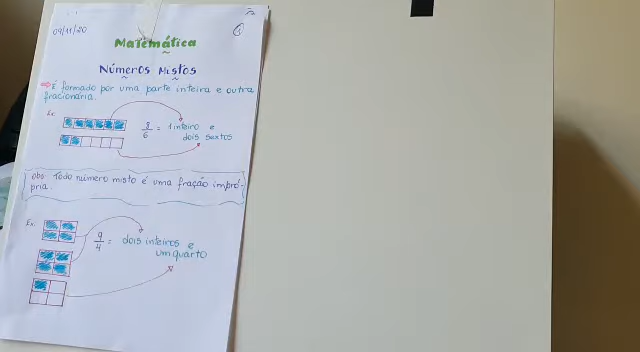 09/11/20
Matemática
Números Mistos
É formado por uma parte inteira e outra
fracionária.
Ex:
8/6 = 1 inteiro e
dois sextos
Obs: Todo número misto é uma fração impró-
pria.
Ex:
9/4 = dois inteiros e
um quarto